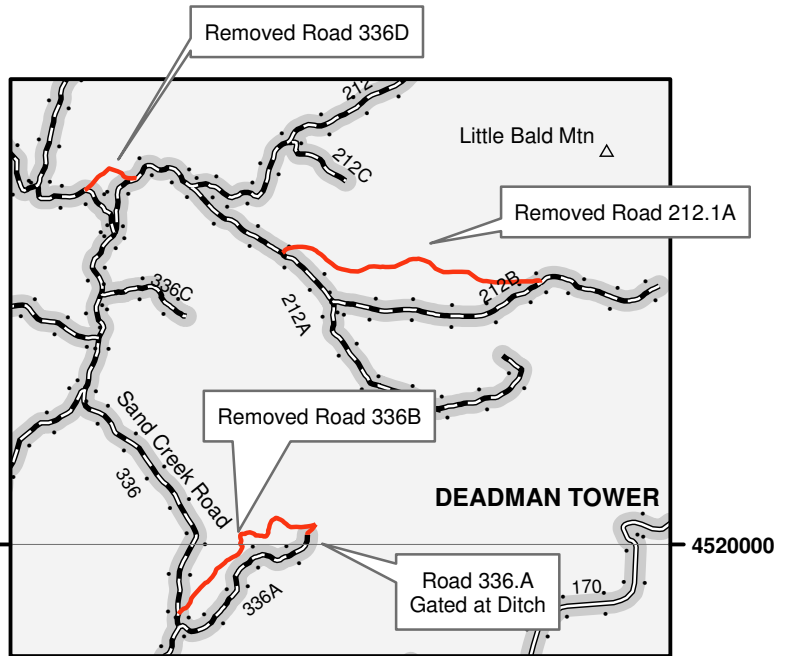 Removed Road 336D
212
Little Bald Mtn
212C
Removed Road 212.1A
336C
212B
212A
Removed Road 336B
Sand Creek Road
336
DEADMAN TOWER
4520000
Road 336.A
Gated at Ditch
170
336A